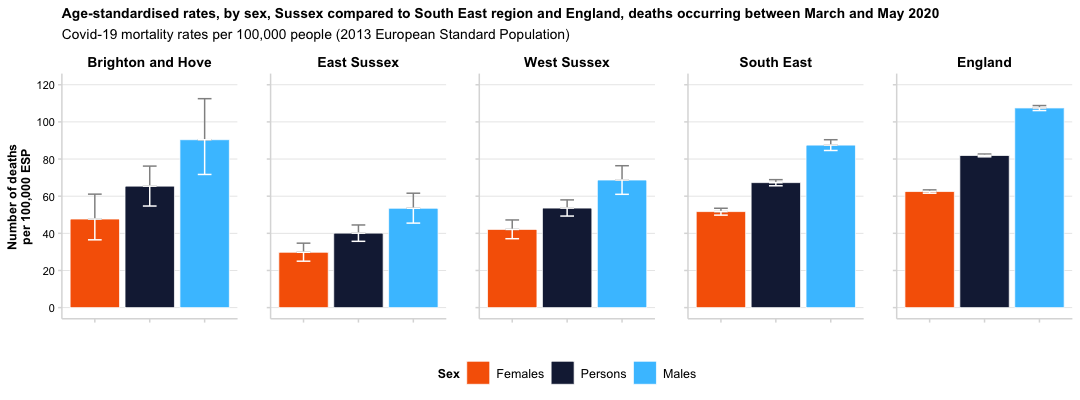 Age-standardised rates, by sex, Sussex compared to South East region and England, deaths occurring between March and May 2020
Covid-19 mortality rates per 100,000 people (2013 European Standard Population)
Brighton and Hove
East Sussex
West Sussex
South East
England
Number of deaths
per 100,000 ESP
120
100
80
60
40
20
0
Sex
Females
Persons
Males